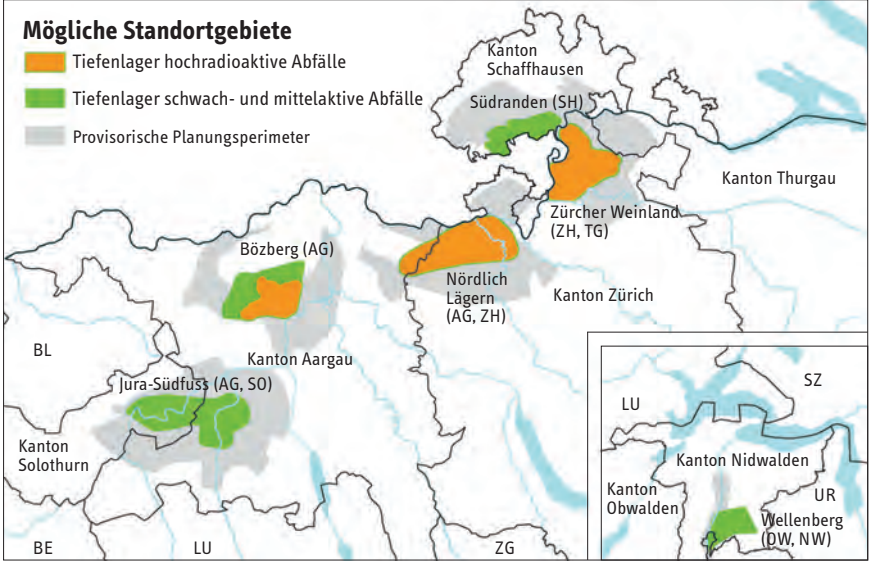 Mögliche Standortgebiete
Tiefenlager hochradioaktive Abfälle
Tiefenlager schwach- und mittelaktive Abfälle
Provisorische Planungsperimeter
Kanton
Schaffhausen
Südranden (SH)
Kanton Thurgau
Zürcher Weinland
(ZH, TG)
Bözberg (AG)
Nördlich
Lägern
(AG, ZH)
Kanton Zürich
BL
Kanton Aargau
Jura-Südfuss (AG, SO)
Kanton
Solothurn
BE
LU
ZG
SZ
LU
Kanton Nidwalden
Kanton
Obwalden
UR
Wellenberg
(OW, NW)